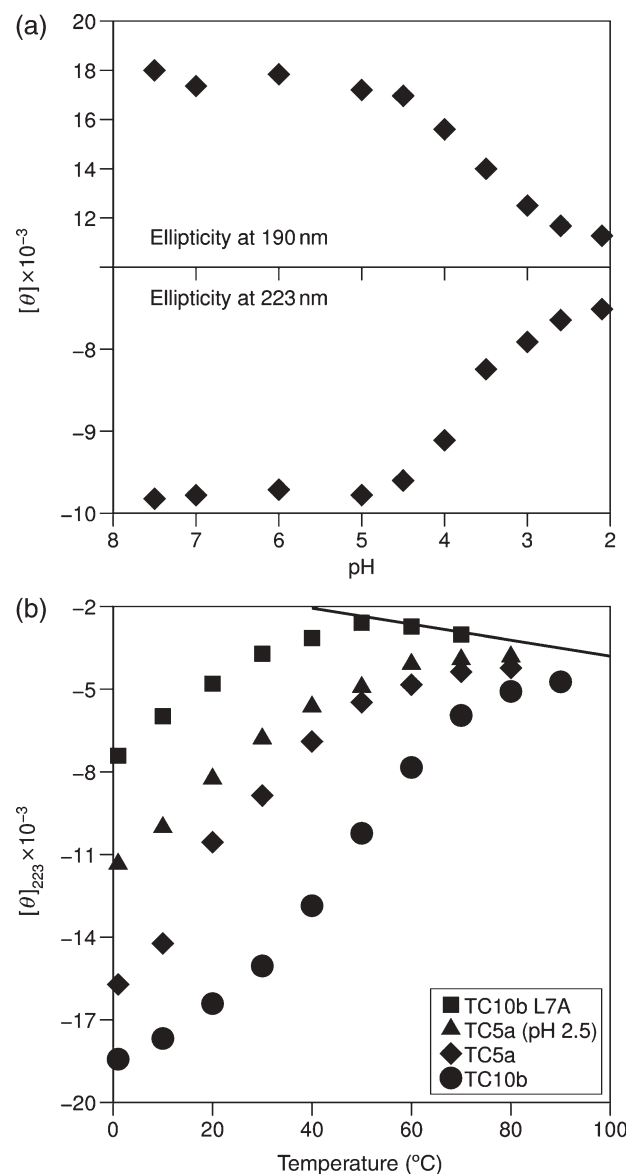 (a)
20
18
16
14
12
Ellipticity at 190 nm
Ellipticity at 223 nm
−8
−9
−10
[θ]×10⁻³
8 7 6 5 4 3 2
pH
(b)
−2
−5
−8
−11
−14
−17
−20
[θ]₂₂₃×10⁻³
TC10b L7A
TC5a (pH 2.5)
TC5a
TC10b
0 20 40 60 80 100
Temperature (ºC)